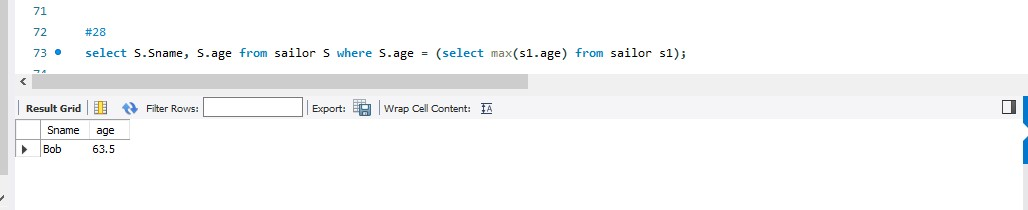 71
72 #28
73 select S.Sname, S.age from sailor S where S.age = (select max(s1.age) from sailor s1);
74
Result Grid Filter Rows: Export: Wrap Cell Content:
Sname age
Bob 63.5